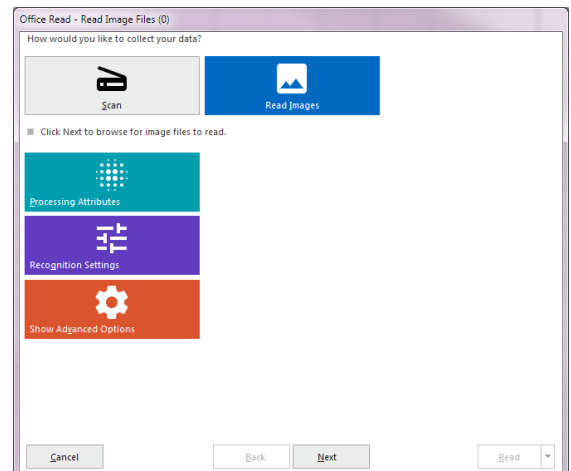 Office Read - Read Image Files (0)
How would you like to collect your data?
Scan
Read Images
Click Next to browse for image files to read.
Processing Attributes
Recognition Settings
Show Advanced Options
Cancel
Back
Next
Read